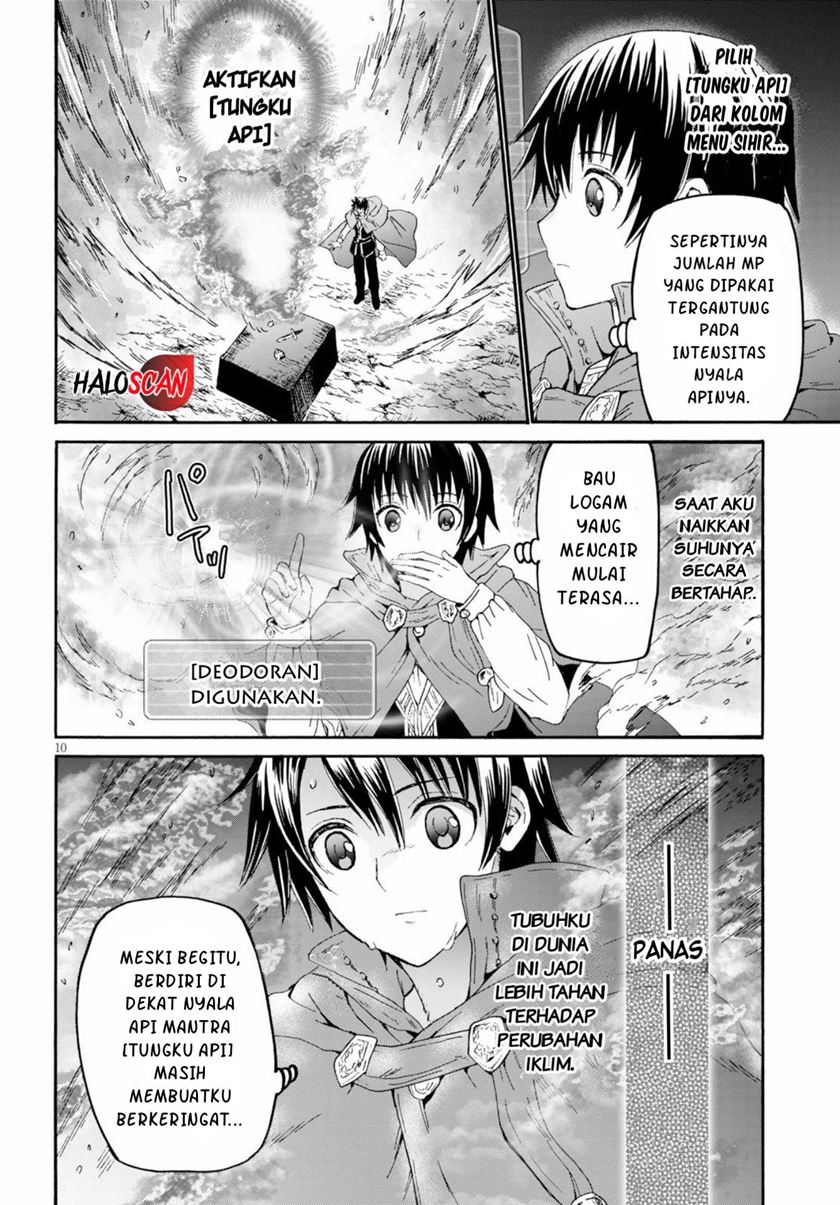 PILIH
[TUNGKU API]
DARI KOLOM
MENU SIHIR...
SEPERTINYA
JUMLAH MP
YANG DIPAKAI
TERGANTUNG
PADA
INTENSITAS
NYALA
APINYA.
AKTIFKAN
[TUNGKU
API]
HALOSCAN
SAAT AKU
NAIKKAN
SUHUNYA
SECARA
BERTAHAP..
BAU
LOGAM
YANG
MENCAIR
MULAI
TERASA...
パアッ
[DEODORAN]
DIGUNAKAN.
10
PANAS
TUBUHKU
DI DUNIA
INI JADI
LEBIH TAHAN
TERHADAP
PERUBAHAN
IKLIM.
MESKI BEGITU,
BERDIRI DI
DEKAT NYALA
API MANTRA
[TUNGKU API]
MASIH
MEMBUATKU
BERKERINGAT...